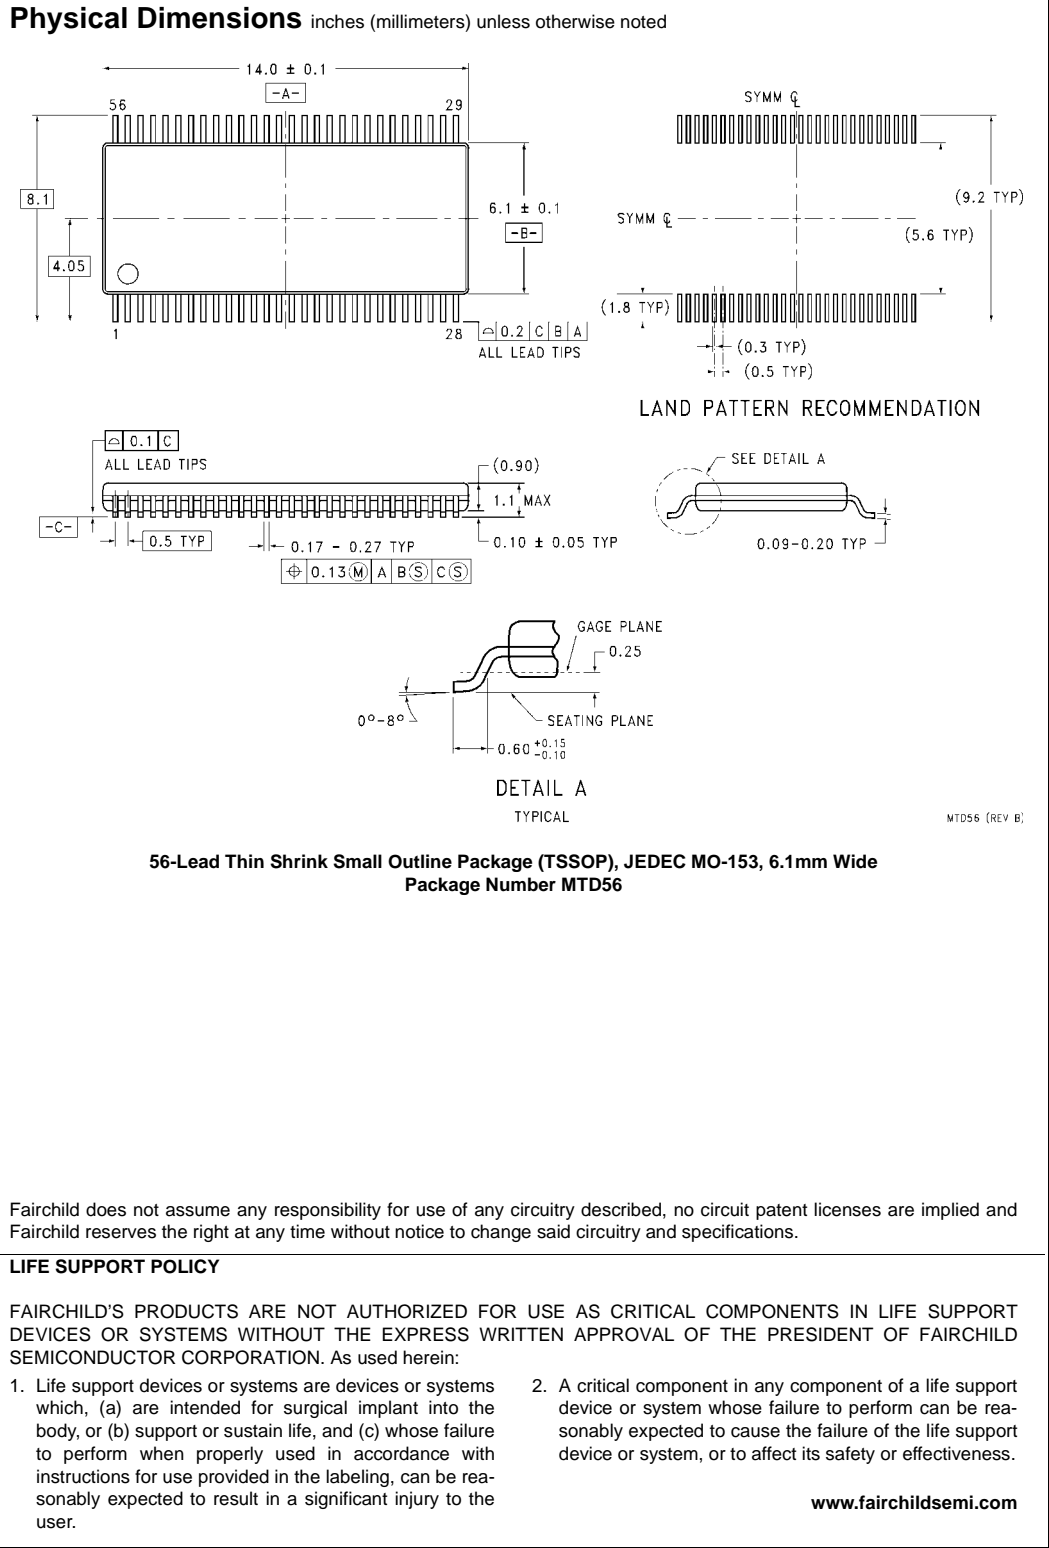 Physical Dimensions inches (millimeters) unless otherwise noted
14.0 ± 0.1
-A-
56
29
8.1
4.05
6.1 ± 0.1
-B-
1
28
⌓ 0.2 C B A
ALL LEAD TIPS
SYMM ℄
SYMM ℄
(9.2 TYP)
(5.6 TYP)
(1.8 TYP)
(0.3 TYP)
(0.5 TYP)
LAND PATTERN RECOMMENDATION
⌓ 0.1 C
ALL LEAD TIPS
(0.90)
1.1 MAX
-C-
0.5 TYP
0.17 – 0.27 TYP
0.10 ± 0.05 TYP
⌖ 0.13 Ⓜ A B Ⓢ C Ⓢ
SEE DETAIL A
0.09–0.20 TYP
GAGE PLANE
0.25
0°–8°
SEATING PLANE
0.60 +0.15 −0.10
DETAIL A
TYPICAL
MTD56 (REV B)
56-Lead Thin Shrink Small Outline Package (TSSOP), JEDEC MO-153, 6.1mm Wide
Package Number MTD56
Fairchild does not assume any responsibility for use of any circuitry described, no circuit patent licenses are implied and
Fairchild reserves the right at any time without notice to change said circuitry and specifications.
LIFE SUPPORT POLICY
FAIRCHILD'S PRODUCTS ARE NOT AUTHORIZED FOR USE AS CRITICAL COMPONENTS IN LIFE SUPPORT
DEVICES OR SYSTEMS WITHOUT THE EXPRESS WRITTEN APPROVAL OF THE PRESIDENT OF FAIRCHILD
SEMICONDUCTOR CORPORATION. As used herein:
1. Life support devices or systems are devices or systems
which, (a) are intended for surgical implant into the
body, or (b) support or sustain life, and (c) whose failure
to perform when properly used in accordance with
instructions for use provided in the labeling, can be rea-
sonably expected to result in a significant injury to the
user.
2. A critical component in any component of a life support
device or system whose failure to perform can be rea-
sonably expected to cause the failure of the life support
device or system, or to affect its safety or effectiveness.
www.fairchildsemi.com